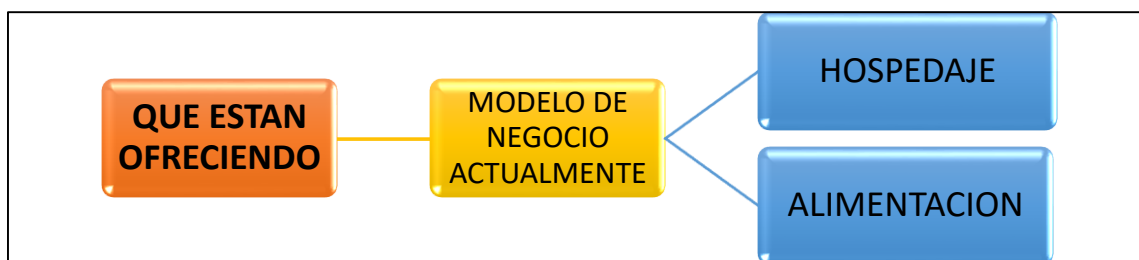 QUE ESTAN
OFRECIENDO
MODELO DE
NEGOCIO
ACTUALMENTE
HOSPEDAJE
ALIMENTACION